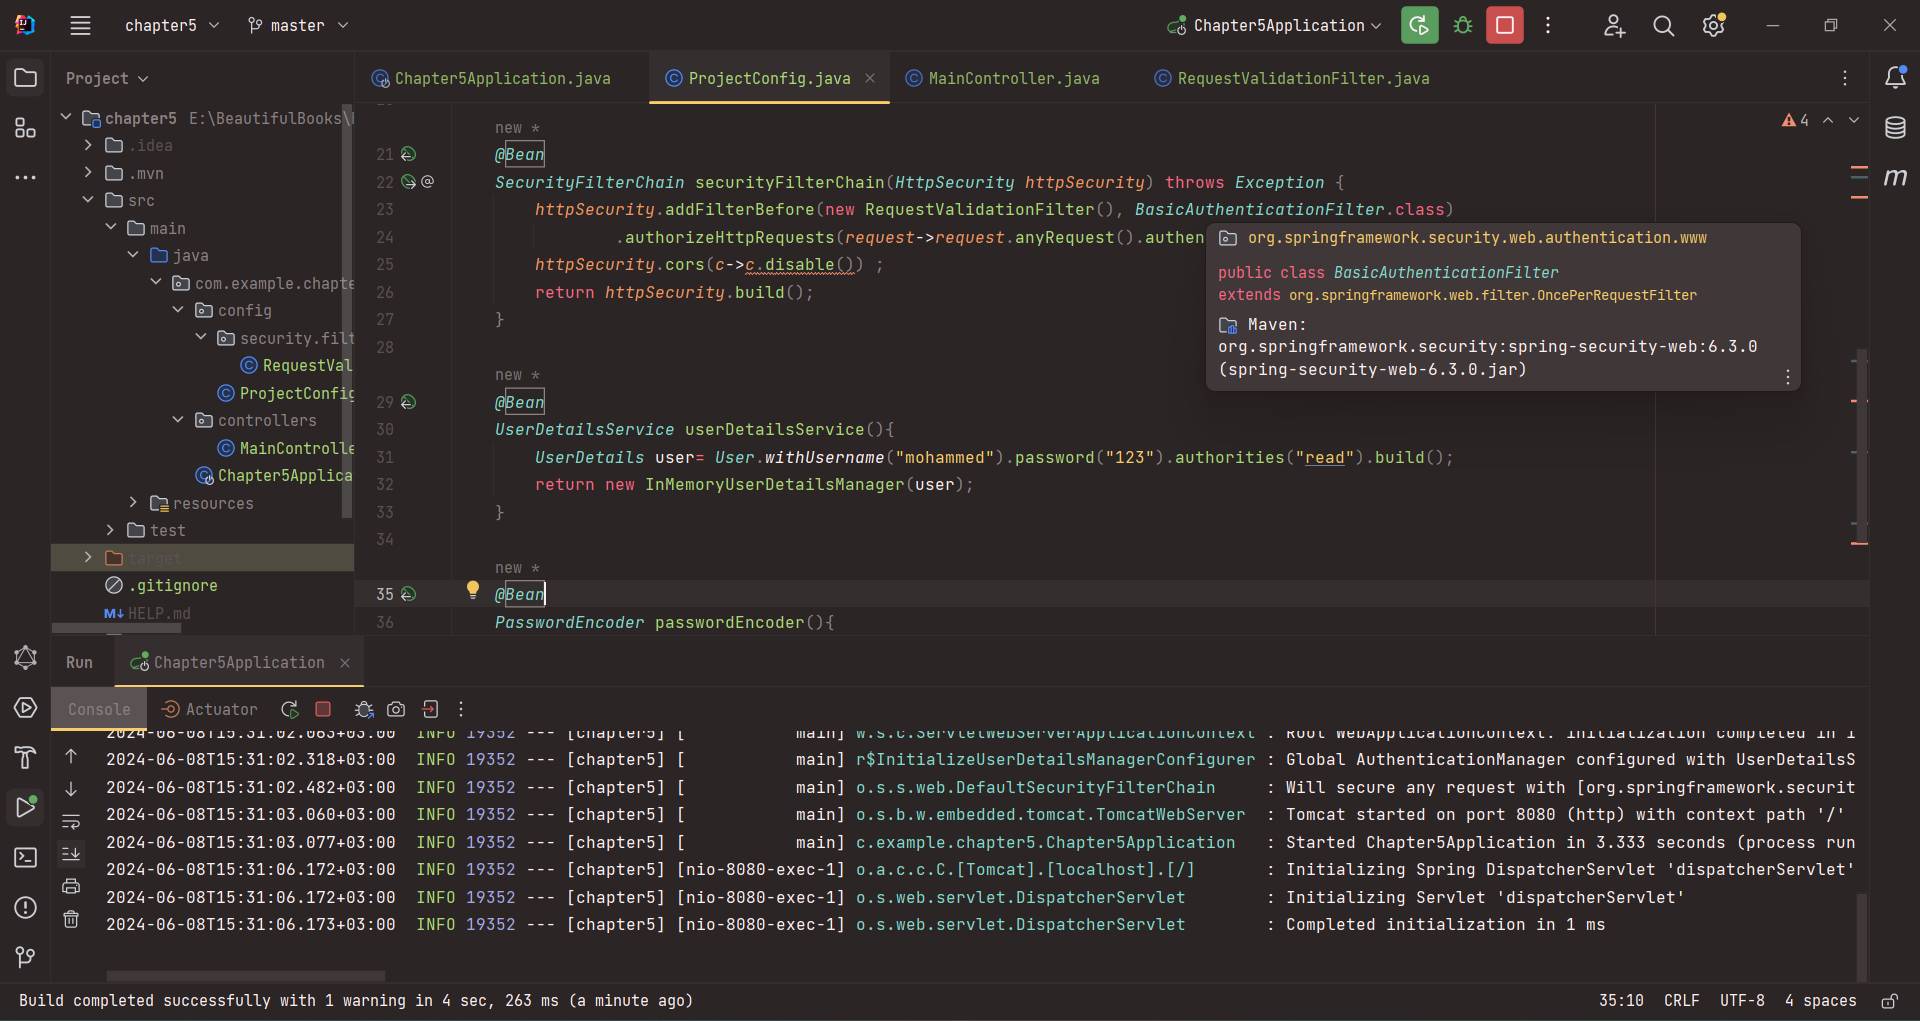 chapter5
master
Chapter5Application
Project
Chapter5Application.java
ProjectConfig.java
MainController.java
RequestValidationFilter.java
chapter5 E:\BeautifulBooks\
.idea
.mvn
src
main
java
com.example.chapte
config
security.filt
RequestVal
ProjectConfig
controllers
MainControlle
Chapter5Applica
resources
test
target
.gitignore
M↓ HELP.md
4
new *
21 @Bean
22 SecurityFilterChain securityFilterChain(HttpSecurity httpSecurity) throws Exception {
23 httpSecurity.addFilterBefore(new RequestValidationFilter(), BasicAuthenticationFilter.class)
24 .authorizeHttpRequests(request->request.anyRequest().authen
25 httpSecurity.cors(c->c.disable()) ;
26 return httpSecurity.build();
27 }
28
new *
29 @Bean
30 UserDetailsService userDetailsService(){
31 UserDetails user= User.withUsername("mohammed").password("123").authorities("read").build();
32 return new InMemoryUserDetailsManager(user);
33 }
34
new *
35 @Bean
36 PasswordEncoder passwordEncoder(){
org.springframework.security.web.authentication.www
public class BasicAuthenticationFilter
extends org.springframework.web.filter.OncePerRequestFilter
Maven:
org.springframework.security:spring-security-web:6.3.0
(spring-security-web-6.3.0.jar)
m
Run
Chapter5Application
Console
Actuator
2024-06-08T15:31:02.063+03:00 INFO 19352 --- [chapter5] [ main] w.s.c.ServletWebServerApplicationContext : Root WebApplicationContext: initialization completed in 1
2024-06-08T15:31:02.318+03:00 INFO 19352 --- [chapter5] [ main] r$InitializeUserDetailsManagerConfigurer : Global AuthenticationManager configured with UserDetailsS
2024-06-08T15:31:02.482+03:00 INFO 19352 --- [chapter5] [ main] o.s.s.web.DefaultSecurityFilterChain : Will secure any request with [org.springframework.securit
2024-06-08T15:31:03.060+03:00 INFO 19352 --- [chapter5] [ main] o.s.b.w.embedded.tomcat.TomcatWebServer : Tomcat started on port 8080 (http) with context path '/'
2024-06-08T15:31:03.077+03:00 INFO 19352 --- [chapter5] [ main] c.example.chapter5.Chapter5Application : Started Chapter5Application in 3.333 seconds (process run
2024-06-08T15:31:06.172+03:00 INFO 19352 --- [chapter5] [nio-8080-exec-1] o.a.c.c.C.[Tomcat].[localhost].[/] : Initializing Spring DispatcherServlet 'dispatcherServlet'
2024-06-08T15:31:06.172+03:00 INFO 19352 --- [chapter5] [nio-8080-exec-1] o.s.web.servlet.DispatcherServlet : Initializing Servlet 'dispatcherServlet'
2024-06-08T15:31:06.173+03:00 INFO 19352 --- [chapter5] [nio-8080-exec-1] o.s.web.servlet.DispatcherServlet : Completed initialization in 1 ms
Build completed successfully with 1 warning in 4 sec, 263 ms (a minute ago)
35:10 CRLF UTF-8 4 spaces